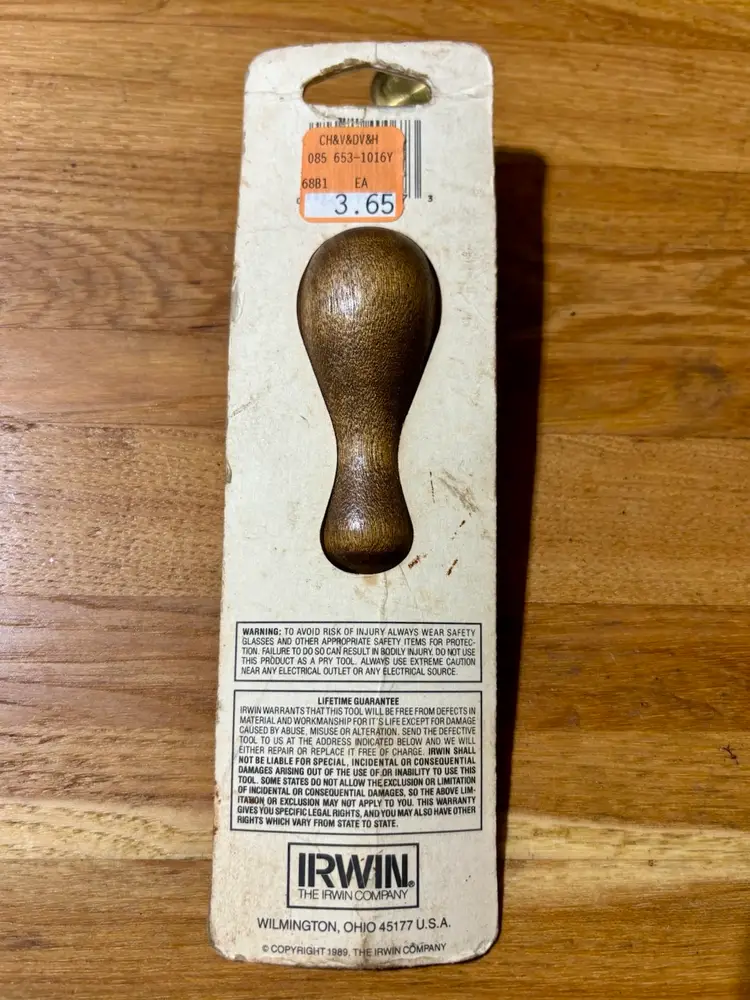 CH&V&DV&H
085 653-1016Y
68B1 EA
3.65
3
WARNING: TO AVOID RISK OF INJURY ALWAYS WEAR SAFETY
GLASSES AND OTHER APPROPRIATE SAFETY ITEMS FOR PROTEC-
TION. FAILURE TO DO SO CAN RESULT IN BODILY INJURY. DO NOT USE
THIS PRODUCT AS A PRY TOOL. ALWAYS USE EXTREME CAUTION
NEAR ANY ELECTRICAL OUTLET OR ANY ELECTRICAL SOURCE.
LIFETIME GUARANTEE
IRWIN WARRANTS THAT THIS TOOL WILL BE FREE FROM DEFECTS IN
MATERIAL AND WORKMANSHIP FOR IT'S LIFE EXCEPT FOR DAMAGE
CAUSED BY ABUSE, MISUSE OR ALTERATION. SEND THE DEFECTIVE
TOOL TO US AT THE ADDRESS INDICATED BELOW AND WE WILL
EITHER REPAIR OR REPLACE IT FREE OF CHARGE. IRWIN SHALL
NOT BE LIABLE FOR SPECIAL, INCIDENTAL OR CONSEQUENTIAL
DAMAGES ARISING OUT OF THE USE OF OR INABILITY TO USE THIS
TOOL. SOME STATES DO NOT ALLOW THE EXCLUSION OR LIMITATION
OF INCIDENTAL OR CONSEQUENTIAL DAMAGES, SO THE ABOVE LIM-
ITATION OR EXCLUSION MAY NOT APPLY TO YOU. THIS WARRANTY
GIVES YOU SPECIFIC LEGAL RIGHTS, AND YOU MAY ALSO HAVE OTHER
RIGHTS WHICH VARY FROM STATE TO STATE.
IRWIN®
THE IRWIN COMPANY
WILMINGTON, OHIO 45177 U.S.A.
© COPYRIGHT 1989, THE IRWIN COMPANY